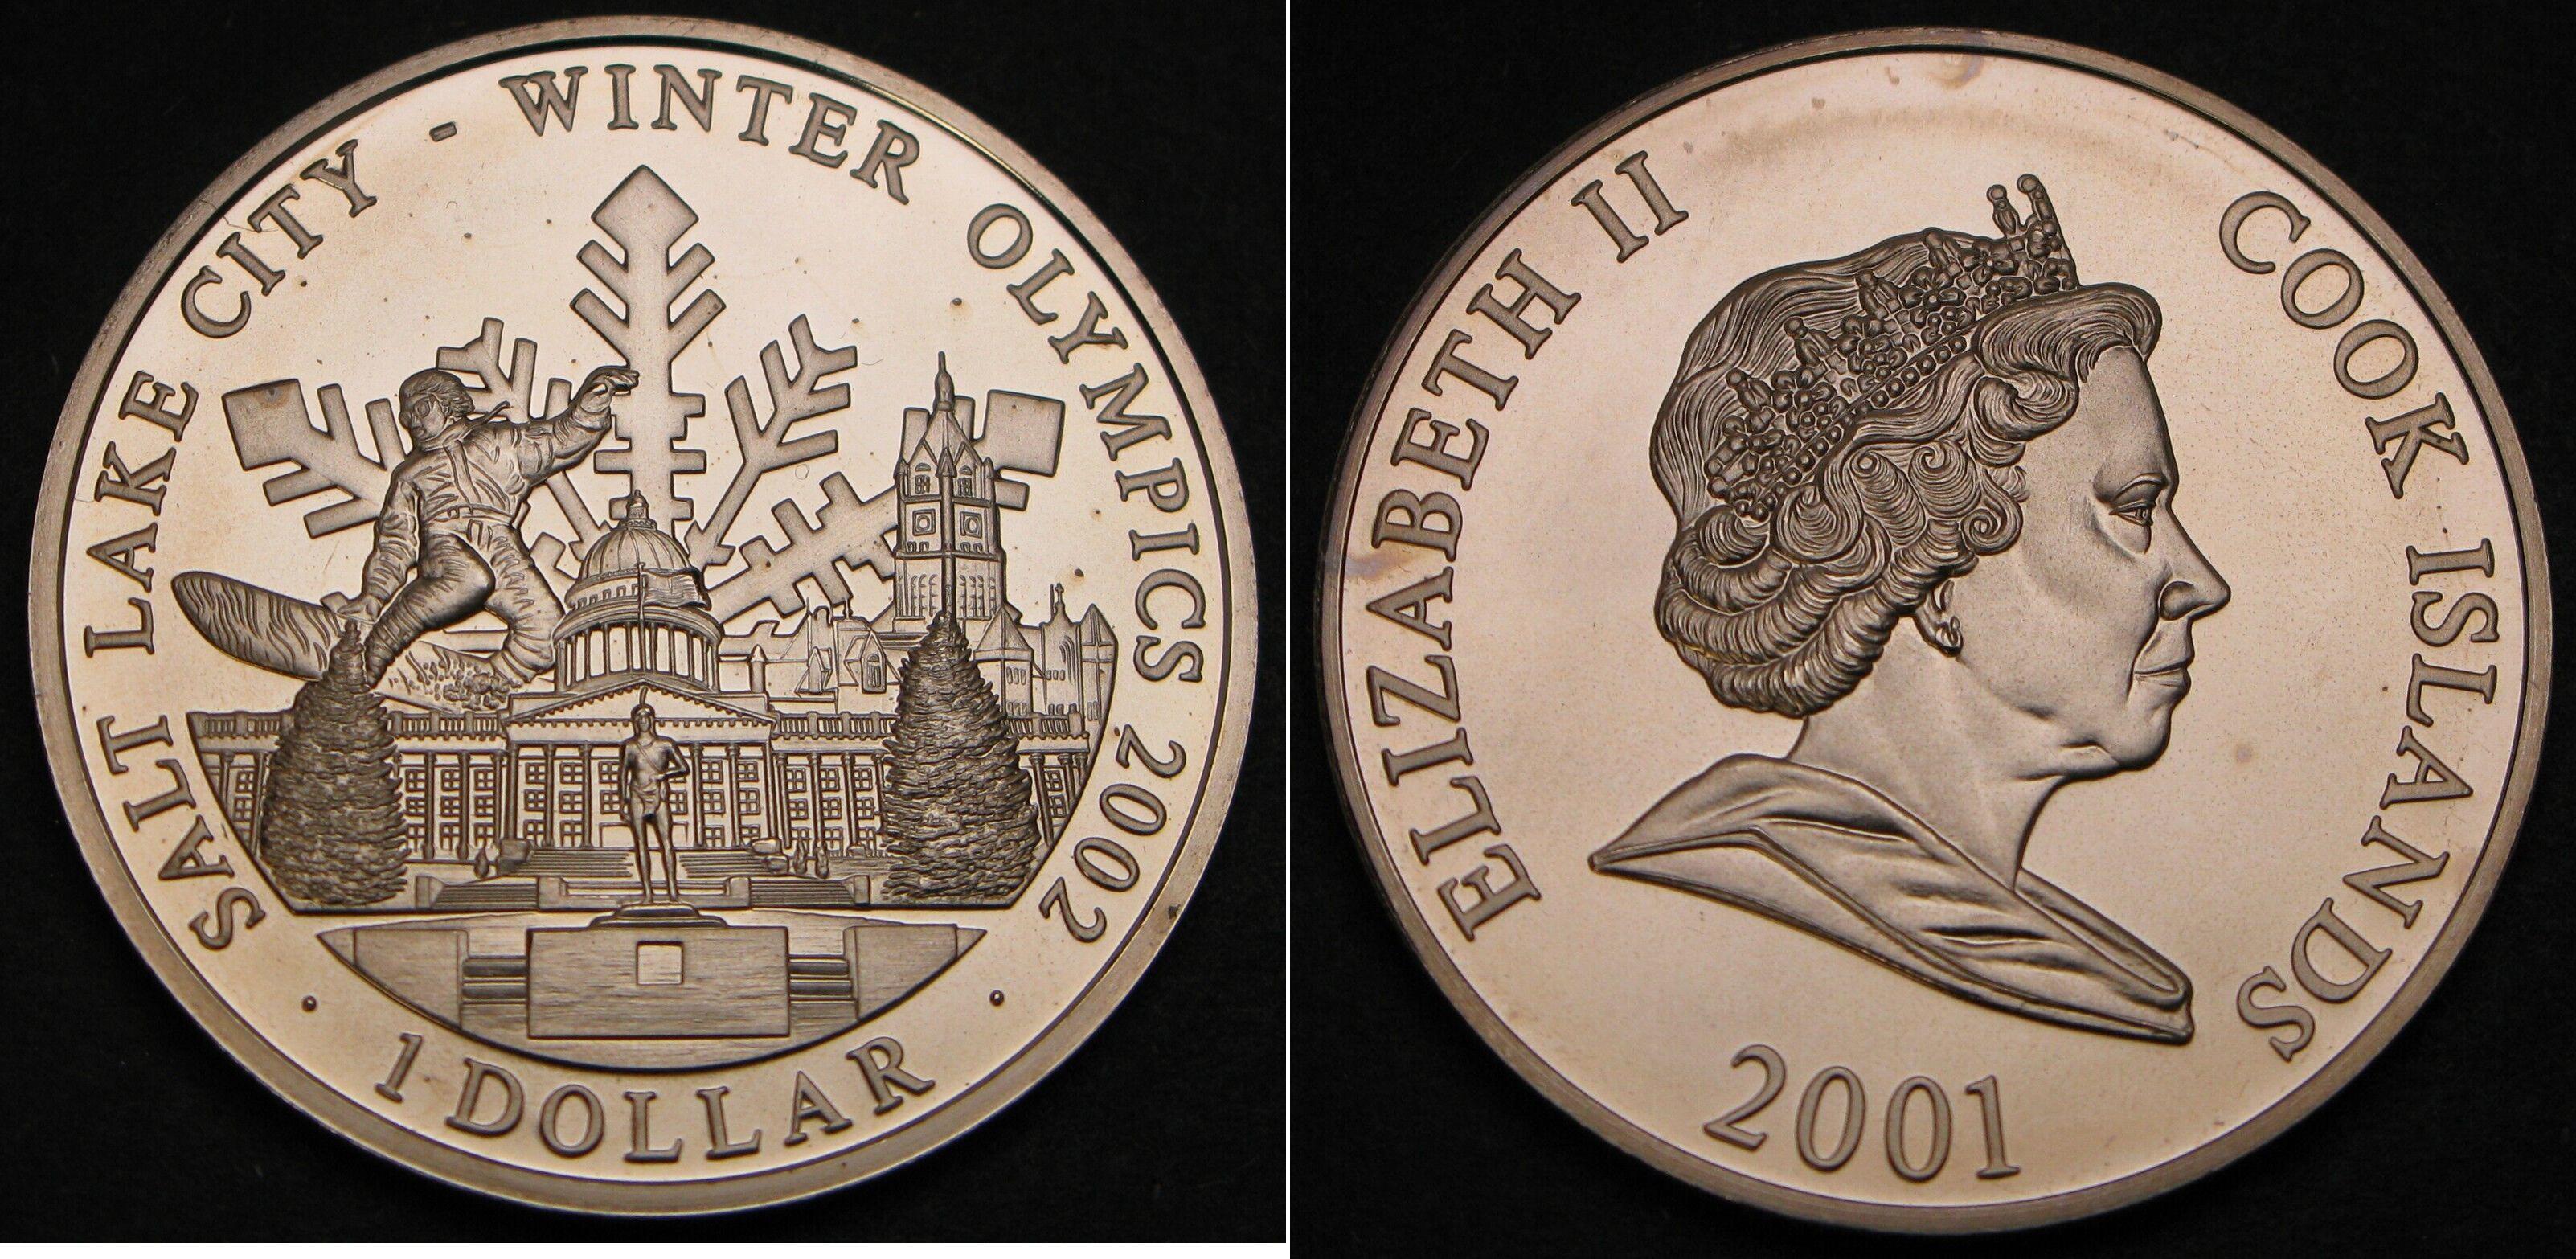 SALT LAKE CITY - WINTER OLYMPICS 2002
· 1 DOLLAR ·
ELIZABETH II
COOK ISLANDS
2001